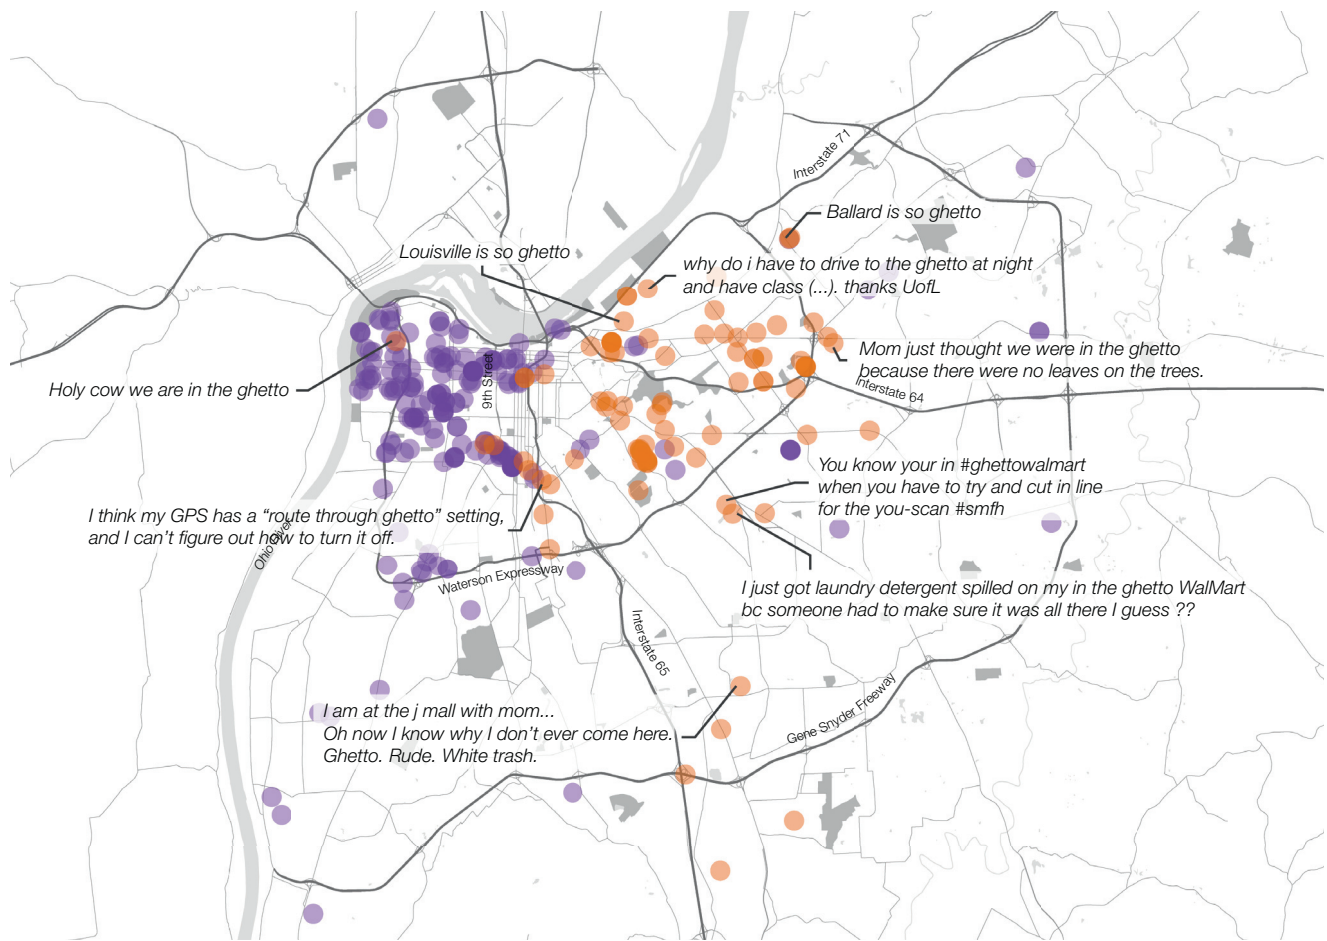 Interstate 71
Ballard is so ghetto
Louisville is so ghetto
why do i have to drive to the ghetto at night
and have class (...). thanks UofL
Mom just thought we were in the ghetto
because there were no leaves on the trees.
Holy cow we are in the ghetto
9th Street
Interstate 64
You know your in #ghettowalmart
when you have to try and cut in line
for the you-scan #smfh
I think my GPS has a “route through ghetto” setting,
and I can’t figure out how to turn it off.
Ohio River
Waterson Expressway
I just got laundry detergent spilled on my in the ghetto WalMart
bc someone had to make sure it was all there I guess ??
Interstate 65
I am at the j mall with mom...
Oh now I know why I don’t ever come here.
Ghetto. Rude. White trash.
Gene Snyder Freeway